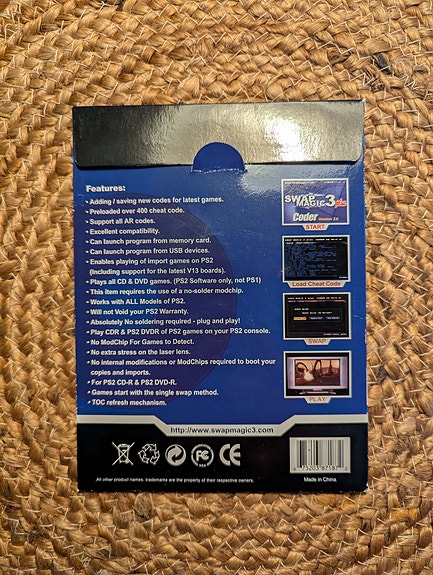 Features:
• Adding / saving new codes for latest games.
• Preloaded over 400 cheat code.
• Support all AR codes.
• Excellent compatibility.
• Can launch program from memory card.
• Can launch program from USB devices.
• Enables playing of import games on PS2
(Including support for the latest V13 boards).
• Plays all CD & DVD games. (PS2 Software only, not PS1)
• This item requires the use of a no-solder modchip.
• Works with ALL Models of PS2.
• Will not Void your PS2 Warranty.
• Absolutely No soldering required - plug and play!
• Play CDR & PS2 DVDR of PS2 games on your PS2 console.
• No ModChip For Games to Detect.
• No extra stress on the laser lens.
• No internal modifications or ModChips required to boot your
copies and imports.
• For PS2 CD-R & PS2 DVD-R.
• Games start with the single swap method.
• TOC refresh mechanism.
SWAP
MAGIC 3 plus
Coder Version 3.8
START
Load Cheat Code
SWAP
PLAY
http://www.swapmagic3.com
CE
Made in China
All other product names, trademarks are the property of their respective owners.